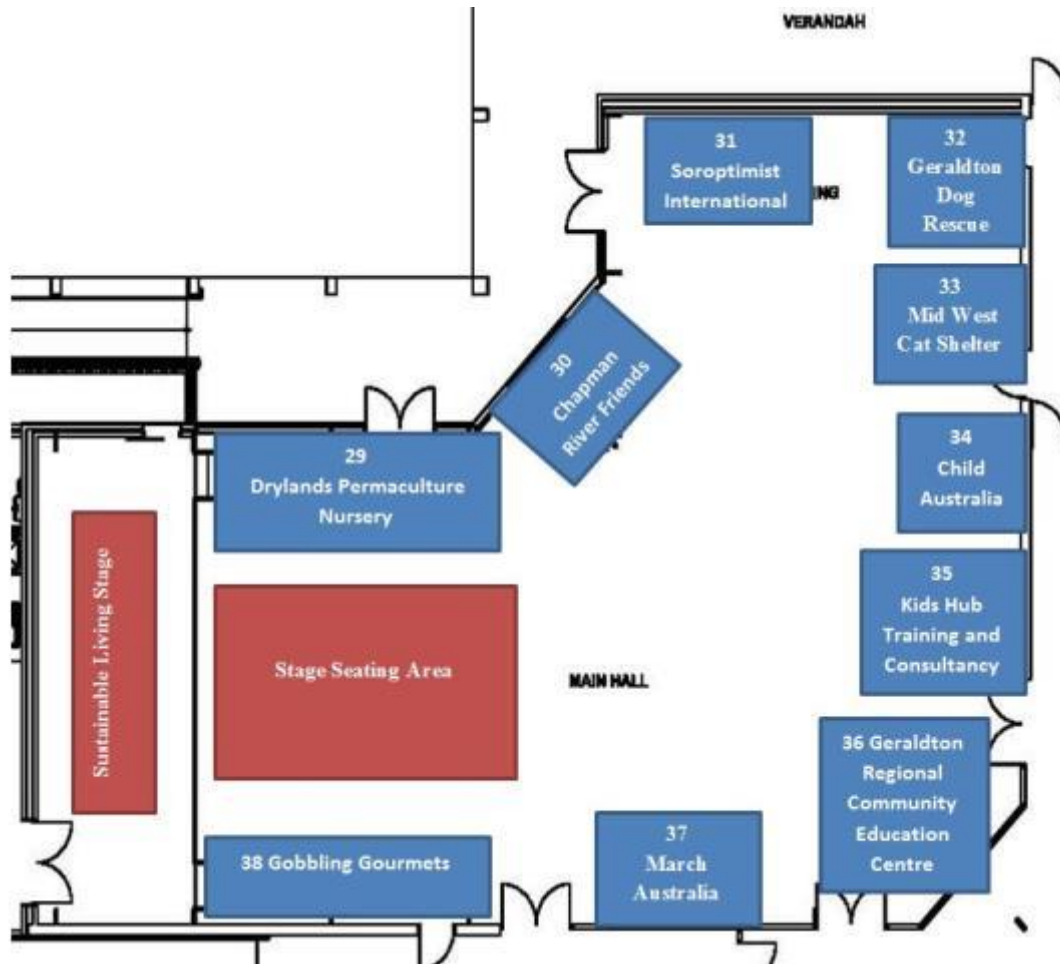 VERANDAH
31
Soroptimist
International
32
Geraldton
Dog
Rescue
33
Mid West
Cat Shelter
30
Chapman
River Friends
34
Child
Australia
29
Drylands Permaculture
Nursery
35
Kids Hub
Training and
Consultancy
Sustainable Living Stage
Stage Seating Area
MAIN HALL
36 Geraldton
Regional
Community
Education
Centre
37
March
Australia
38 Gobbling Gourmets